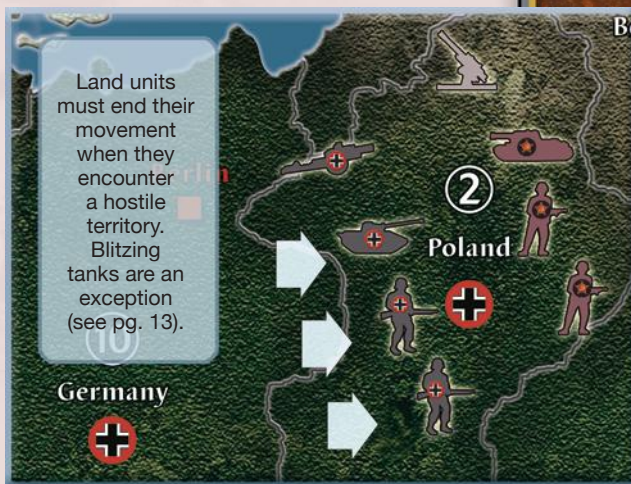 Land units
must end their
movement
when they
encounter
a hostile
territory.
Blitzing
tanks are an
exception
(see pg. 13).
Berlin
10
Germany
2
Poland